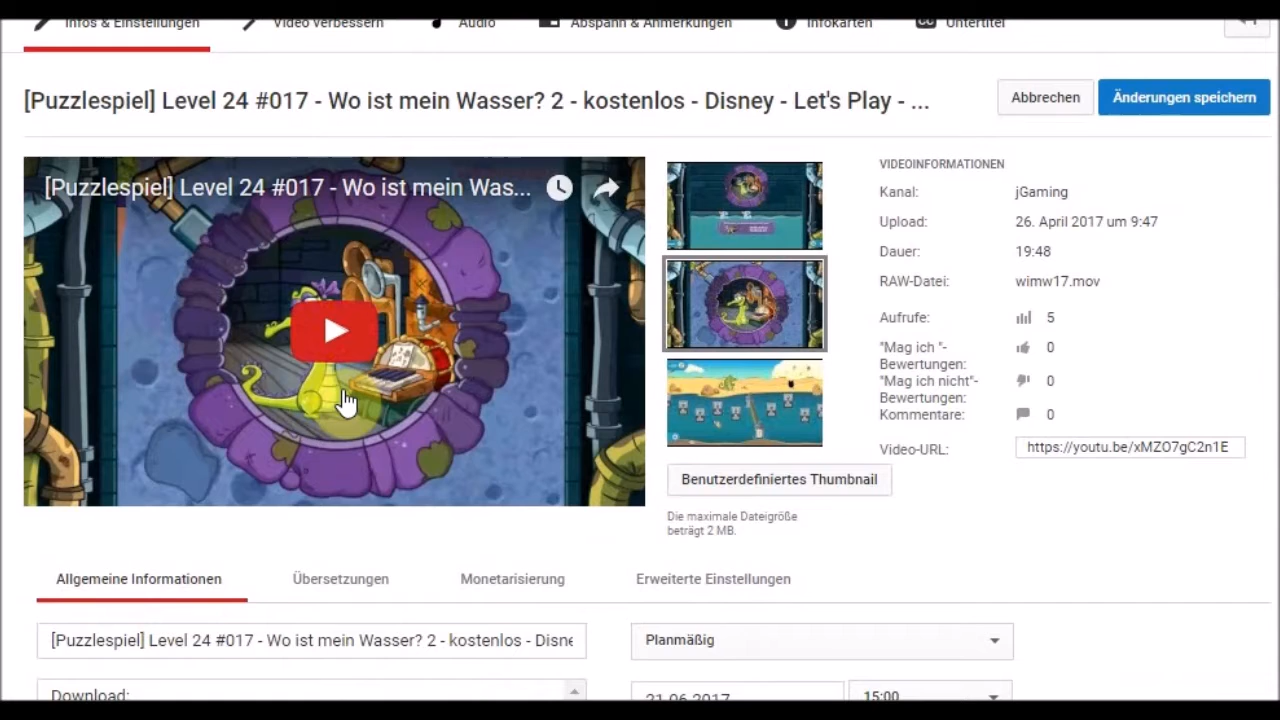 Infos & Einstellungen
Video verbessern
Audio
Abspann & Anmerkungen
Infokarten
CC Untertitel
[Puzzlespiel] Level 24 #017 - Wo ist mein Wasser? 2 - kostenlos - Disney - Let's Play - ...
Abbrechen
Änderungen speichern
[Puzzlespiel] Level 24 #017 - Wo ist mein Was...
VIDEOINFORMATIONEN
Kanal: jGaming
Upload: 26. April 2017 um 9:47
Dauer: 19:48
RAW-Datei: wimw17.mov
Aufrufe: 5
"Mag ich "-
Bewertungen: 0
"Mag ich nicht"-
Bewertungen: 0
Kommentare: 0
Video-URL: https://youtu.be/xMZO7gC2n1E
Benutzerdefiniertes Thumbnail
Die maximale Dateigröße
beträgt 2 MB.
Allgemeine Informationen
Übersetzungen
Monetarisierung
Erweiterte Einstellungen
[Puzzlespiel] Level 24 #017 - Wo ist mein Wasser? 2 - kostenlos - Disne
Planmäßig
Download:
21.06.2017
15:00